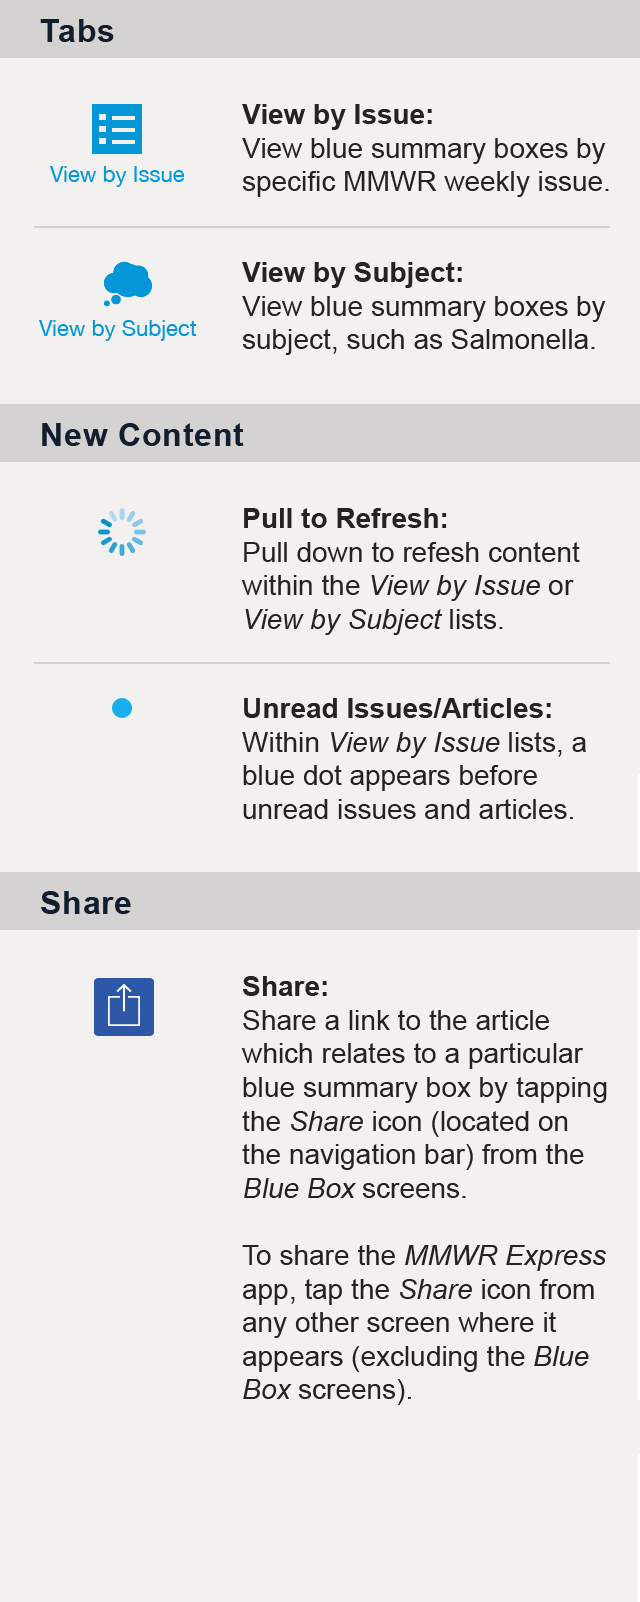 Tabs
View by Issue
View by Issue:
View blue summary boxes by
specific MMWR weekly issue.
View by Subject
View by Subject:
View blue summary boxes by
subject, such as Salmonella.
New Content
Pull to Refresh:
Pull down to refesh content
within the View by Issue or
View by Subject lists.
Unread Issues/Articles:
Within View by Issue lists, a
blue dot appears before
unread issues and articles.
Share
Share:
Share a link to the article
which relates to a particular
blue summary box by tapping
the Share icon (located on
the navigation bar) from the
Blue Box screens.
To share the MMWR Express
app, tap the Share icon from
any other screen where it
appears (excluding the Blue
Box screens).